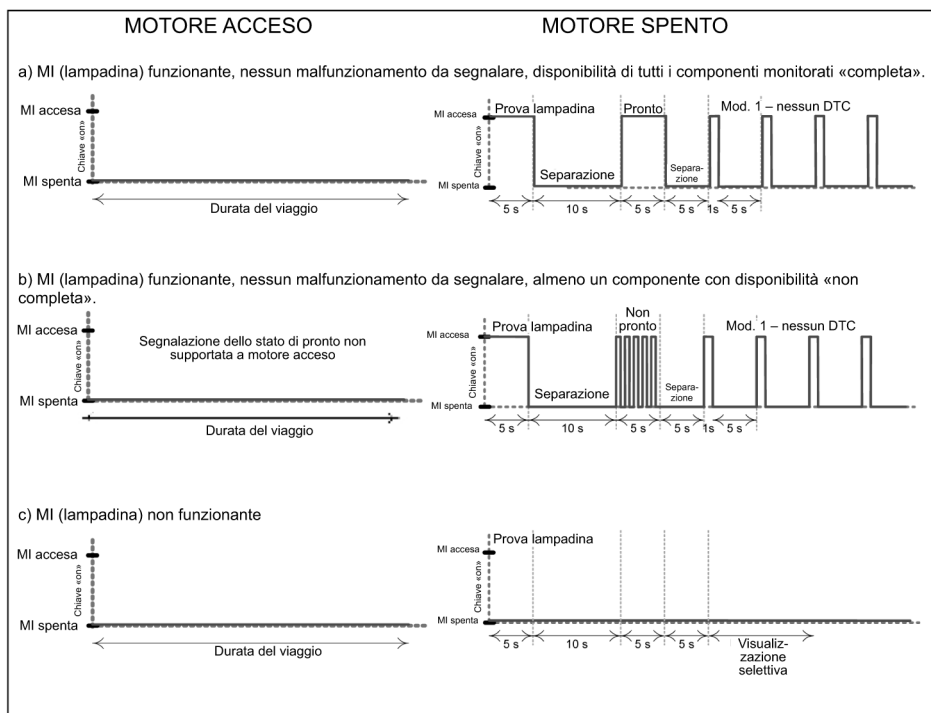 MOTORE ACCESO
MOTORE SPENTO
a) MI (lampadina) funzionante, nessun malfunzionamento da segnalare, disponibilità di tutti i componenti monitorati «completa».
MI accesa
Chiave «on»
MI spenta
Durata del viaggio
Prova lampadina
Pronto
Mod. 1 – nessun DTC
MI accesa
Chiave «on»
Separazione
Separa-
zione
MI spenta
5 s
10 s
5 s
5 s
1s
5 s
b) MI (lampadina) funzionante, nessun malfunzionamento da segnalare, almeno un componente con disponibilità «non
completa».
MI accesa
Chiave «on»
Segnalazione dello stato di pronto non
supportata a motore acceso
MI spenta
Durata del viaggio
Prova lampadina
Non
pronto
Mod. 1 – nessun DTC
MI accesa
Chiave «on»
Separazione
Separa-
zione
MI spenta
5 s
10 s
5 s
5 s
1s
5 s
c) MI (lampadina) non funzionante
MI accesa
Chiave «on»
MI spenta
Durata del viaggio
Prova lampadina
MI accesa
Chiave «on»
MI spenta
5 s
10 s
5 s
5 s
Visualiz-
zazione
selettiva